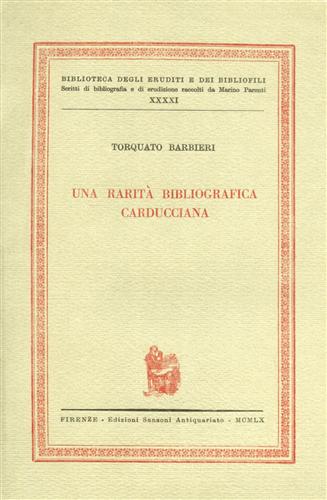 BIBLIOTECA DEGLI ERUDITI E DEI BIBLIOFILI
Scritti di bibliografia e di erudizione raccolti da Marino Parenti
XXXXI
TORQUATO BARBIERI
UNA RARITÀ BIBLIOGRAFICA
CARDUCCIANA
FIRENZE - Edizioni Sansoni Antiquariato - MCMLX